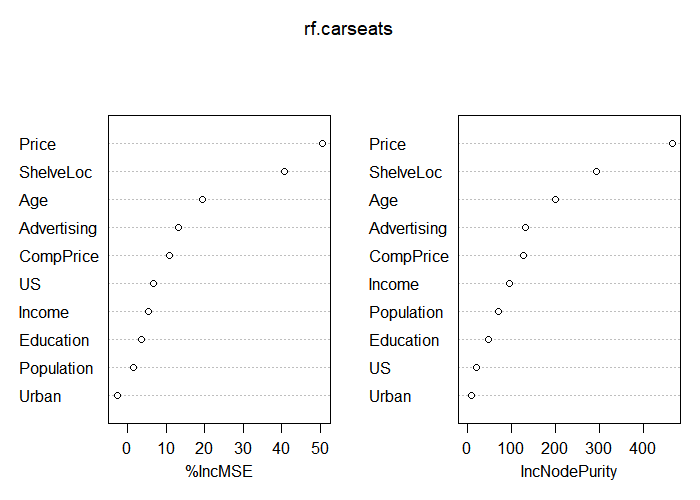 rf.carseats
Price
ShelveLoc
Age
Advertising
CompPrice
US
Income
Education
Population
Urban
0 10 20 30 40 50
%IncMSE
Price
ShelveLoc
Age
Advertising
CompPrice
Income
Population
Education
US
Urban
0 100 200 300 400
IncNodePurity